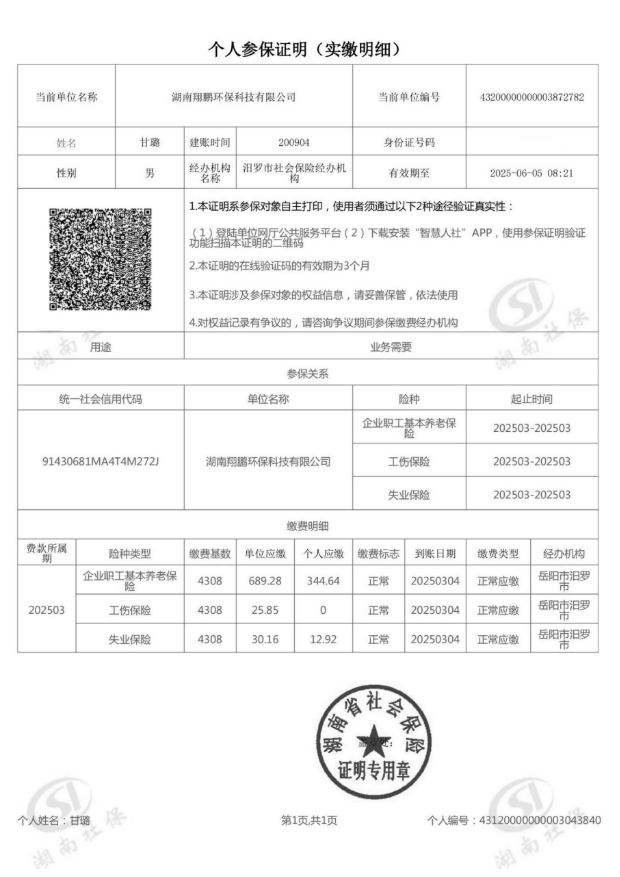 个人参保证明（实缴明细）
当前单位名称 湖南翔鹏环保科技有限公司 当前单位编号 43200000000003872782
姓名 甘璐 建账时间 200904 身份证号码
性别 男 经办机构名称 汨罗市社会保险经办机构 有效期至 2025-06-05 08:21
1.本证明系参保对象自主打印，使用者须通过以下2种途径验证真实性：
（1）登陆单位网厅公共服务平台（2）下载安装“智慧人社”APP，使用参保证明验证
功能扫描本证明的二维码
2.本证明的在线验证码的有效期为3个月
3.本证明涉及参保对象的权益信息，请妥善保管，依法使用
4.对权益记录有争议的，请咨询争议期间参保缴费经办机构
用途 业务需要
参保关系
统一社会信用代码 单位名称 险种 起止时间
91430681MA4T4M272J 湖南翔鹏环保科技有限公司 企业职工基本养老保险 202503-202503
工伤保险 202503-202503
失业保险 202503-202503
缴费明细
费款所属期 险种类型 缴费基数 单位应缴 个人应缴 缴费标志 到账日期 缴费类型 经办机构
202503 企业职工基本养老保险 4308 689.28 344.64 正常 20250304 正常应缴 岳阳市汨罗市
工伤保险 4308 25.85 0 正常 20250304 正常应缴 岳阳市汨罗市
失业保险 4308 30.16 12.92 正常 20250304 正常应缴 岳阳市汨罗市
湖南省社会保险
证明专用章
个人姓名：甘璐 第1页,共1页 个人编号：43120000000003043840
湖南社保
湖南社保
湖南社保
湖南社保